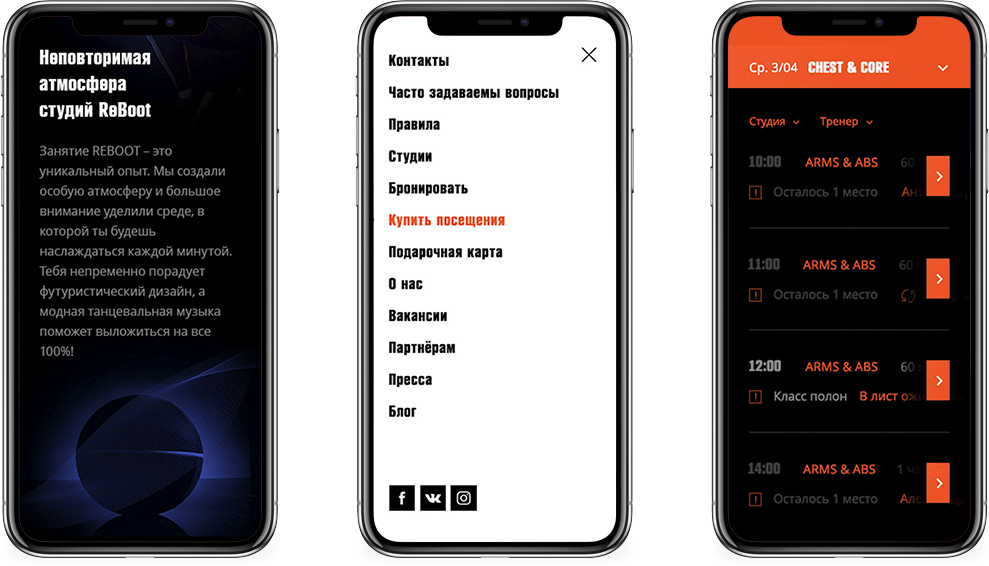 Неповторимая
атмосфера
студий ReBoot
Занятие REBOOT – это
уникальный опыт. Мы создали
особую атмосферу и большое
внимание уделили среде, в
которой ты будешь
наслаждаться каждой минутой.
Тебя непременно порадует
футуристический дизайн, а
модная танцевальная музыка
поможет выложиться на все
100%!
Контакты
Часто задаваемы вопросы
Правила
Студии
Бронировать
Купить посещения
Подарочная карта
О нас
Вакансии
Партнёрам
Пресса
Блог
Ср. 3/04 CHEST & CORE
Студия Тренер
10:00 ARMS & ABS 60
Осталось 1 место
11:00 ARMS & ABS 60
Осталось 1 место
12:00 ARMS & ABS 60
Класс полон В лист
14:00 ARMS & ABS 1
Осталось 1 место